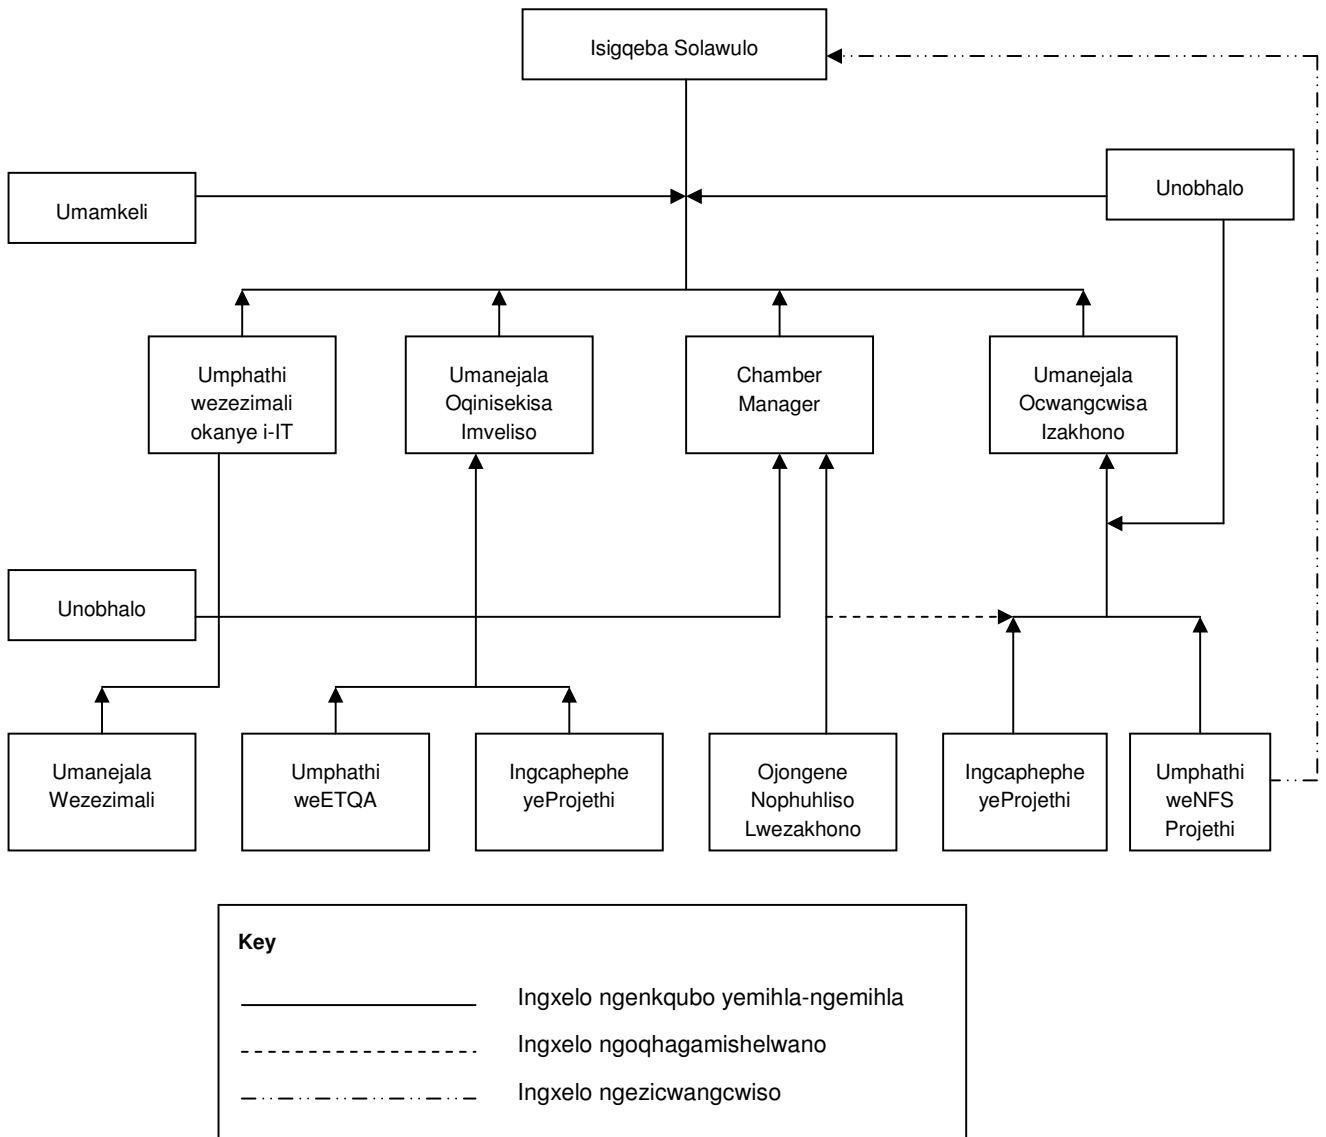 Isigqeba Solawulo
Umamkeli
Unobhalo
Umphathi
wezezimali
okanye i-IT
Umanejala
Oqinisekisa
Imveliso
Chamber
Manager
Umanejala
Ocwangcwisa
Izakhono
Unobhalo
Umanejala
Wezezimali
Umphathi
weETQA
Ingcaphephe
yeProjethi
Ojongene
Nophuhliso
Lwezakhono
Ingcaphephe
yeProjethi
Umphathi
weNFS
Projethi
Key
Ingxelo ngenkqubo yemihla-ngemihla
Ingxelo ngoqhagamishelwano
Ingxelo ngezicwangcwiso